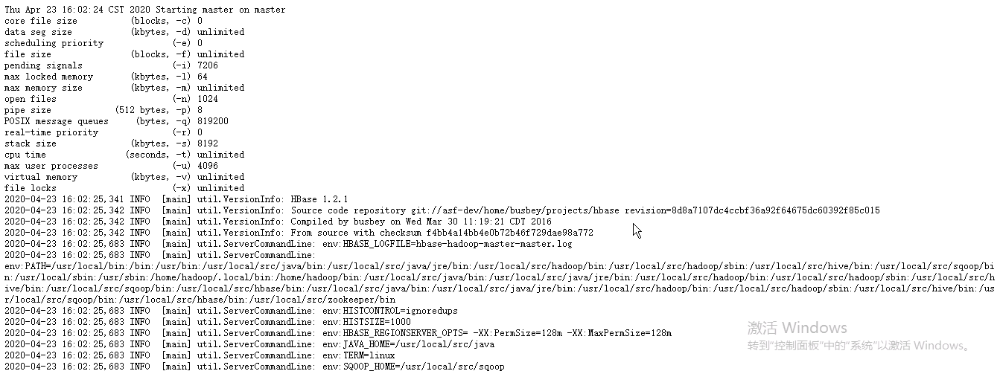 Thu Apr 23 16:02:24 CST 2020 Starting master on master
core file size          (blocks, -c) 0
data seg size           (kbytes, -d) unlimited
scheduling priority             (-e) 0
file size               (blocks, -f) unlimited
pending signals                 (-i) 7206
max locked memory       (kbytes, -l) 64
max memory size         (kbytes, -m) unlimited
open files                      (-n) 1024
pipe size            (512 bytes, -p) 8
POSIX message queues     (bytes, -q) 819200
real-time priority              (-r) 0
stack size              (kbytes, -s) 8192
cpu time               (seconds, -t) unlimited
max user processes              (-u) 4096
virtual memory          (kbytes, -v) unlimited
file locks                      (-x) unlimited
2020-04-23 16:02:25,341 INFO  [main] util.VersionInfo: HBase 1.2.1
2020-04-23 16:02:25,342 INFO  [main] util.VersionInfo: Source code repository git://asf-dev/home/busbey/projects/hbase revision=8d8a7107dc4ccbf36a92f64675dc60392f85c015
2020-04-23 16:02:25,342 INFO  [main] util.VersionInfo: Compiled by busbey on Wed Mar 30 11:19:21 CDT 2016
2020-04-23 16:02:25,342 INFO  [main] util.VersionInfo: From source with checksum f4bb4a14bb4e0b72b46f729dae98a772
2020-04-23 16:02:25,683 INFO  [main] util.ServerCommandLine: env:HBASE_LOGFILE=hbase-hadoop-master-master.log
2020-04-23 16:02:25,683 INFO  [main] util.ServerCommandLine:
env:PATH=/usr/local/bin:/bin:/usr/bin:/usr/local/src/java/bin:/usr/local/src/java/jre/bin:/usr/local/src/hadoop/bin:/usr/local/src/hadoop/sbin:/usr/local/src/hive/bin:/usr/local/src/sqoop/bi
n:/usr/local/sbin:/usr/sbin:/home/hadoop/.local/bin:/home/hadoop/bin:/usr/local/src/java/bin:/usr/local/src/java/jre/bin:/usr/local/src/hadoop/bin:/usr/local/src/hadoop/sbin:/usr/local/src/h
ive/bin:/usr/local/src/sqoop/bin:/usr/local/src/hbase/bin:/usr/local/src/java/bin:/usr/local/src/java/jre/bin:/usr/local/src/hadoop/bin:/usr/local/src/hadoop/sbin:/usr/local/src/hive/bin:/us
r/local/src/sqoop/bin:/usr/local/src/hbase/bin:/usr/local/src/zookeeper/bin
2020-04-23 16:02:25,683 INFO  [main] util.ServerCommandLine: env:HISTCONTROL=ignoredups
2020-04-23 16:02:25,683 INFO  [main] util.ServerCommandLine: env:HISTSIZE=1000
2020-04-23 16:02:25,683 INFO  [main] util.ServerCommandLine: env:HBASE_REGIONSERVER_OPTS= -XX:PermSize=128m -XX:MaxPermSize=128m
2020-04-23 16:02:25,683 INFO  [main] util.ServerCommandLine: env:JAVA_HOME=/usr/local/src/java
2020-04-23 16:02:25,683 INFO  [main] util.ServerCommandLine: env:TERM=linux
2020-04-23 16:02:25,683 INFO  [main] util.ServerCommandLine: env:SQOOP_HOME=/usr/local/src/sqoop
激活 Windows
转到"控制面板"中的"系统"以激活 Windows。